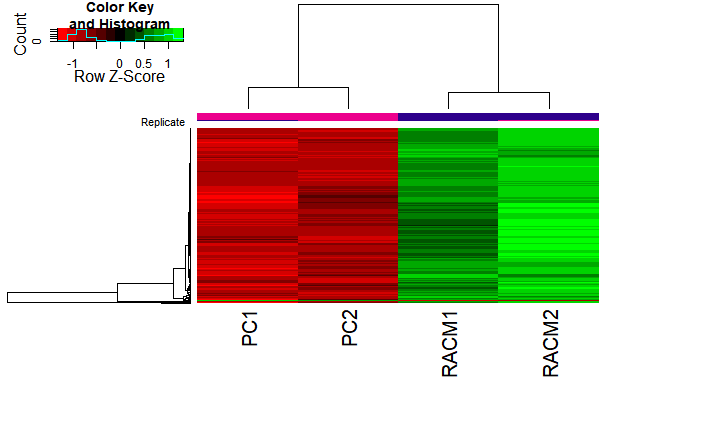 Color Key
and Histogram
Count
0
-1 0 0.5 1
Row Z-Score
Replicate
PC1 PC2 RACM1 RACM2